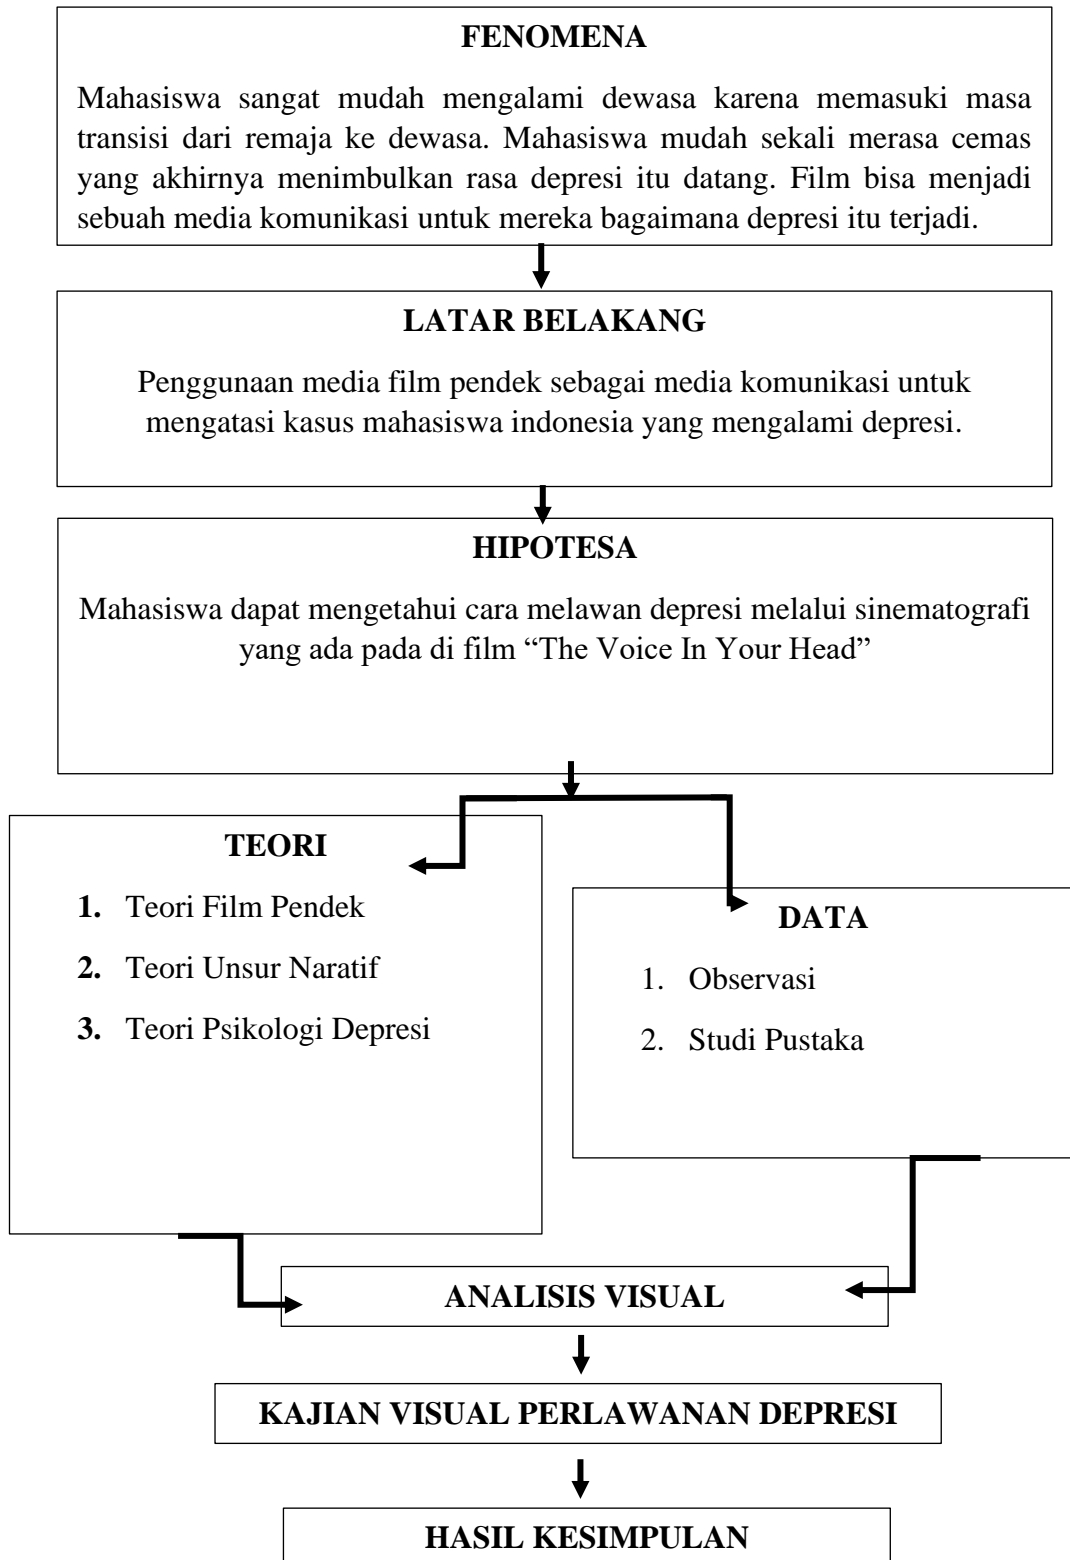 FENOMENA
Mahasiswa sangat mudah mengalami dewasa karena memasuki masa
transisi dari remaja ke dewasa. Mahasiswa mudah sekali merasa cemas
yang akhirnya menimbulkan rasa depresi itu datang. Film bisa menjadi
sebuah media komunikasi untuk mereka bagaimana depresi itu terjadi.
LATAR BELAKANG
Penggunaan media film pendek sebagai media komunikasi untuk
mengatasi kasus mahasiswa indonesia yang mengalami depresi.
HIPOTESA
Mahasiswa dapat mengetahui cara melawan depresi melalui sinematografi
yang ada pada di film “The Voice In Your Head”
TEORI
1. Teori Film Pendek
2. Teori Unsur Naratif
3. Teori Psikologi Depresi
DATA
1. Observasi
2. Studi Pustaka
ANALISIS VISUAL
KAJIAN VISUAL PERLAWANAN DEPRESI
HASIL KESIMPULAN